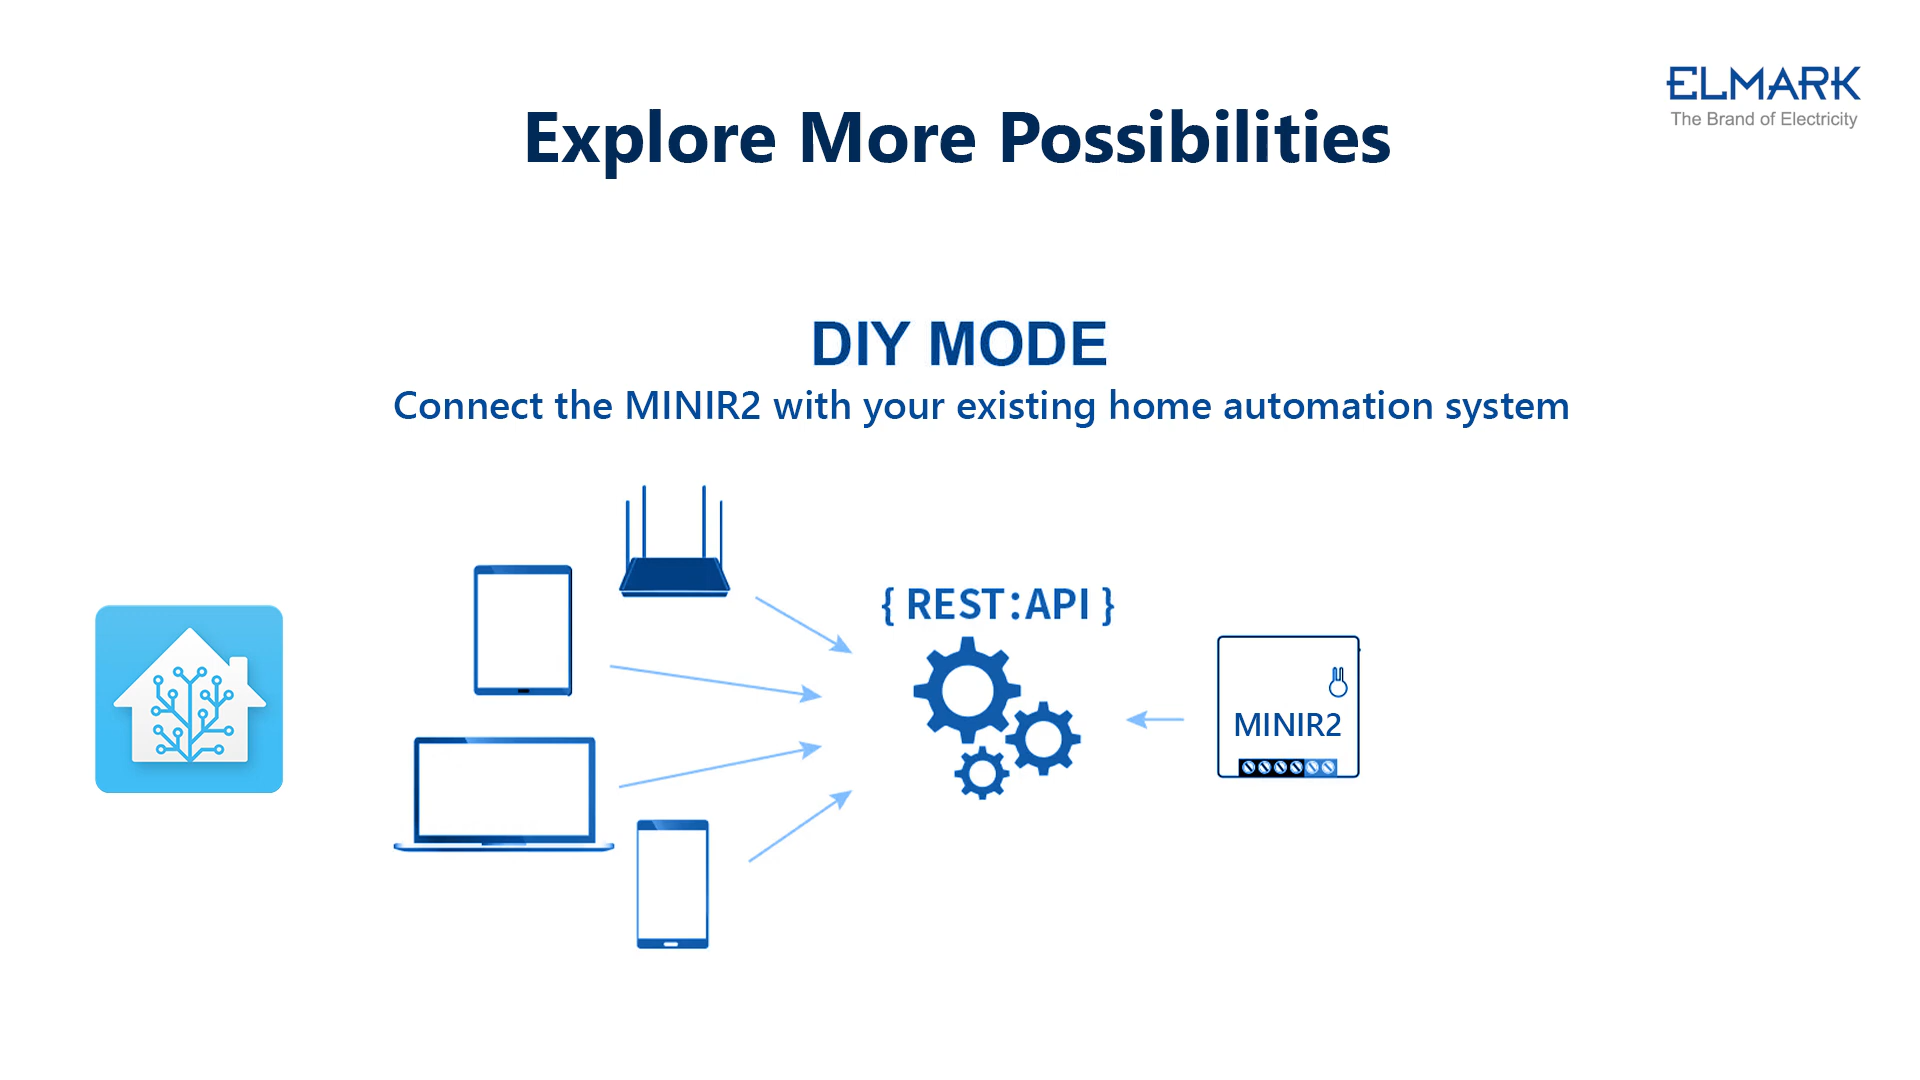 ELMARK
The Brand of Electricity
Explore More Possibilities
DIY MODE
Connect the MINIR2 with your existing home automation system
{ REST:API }
MINIR2